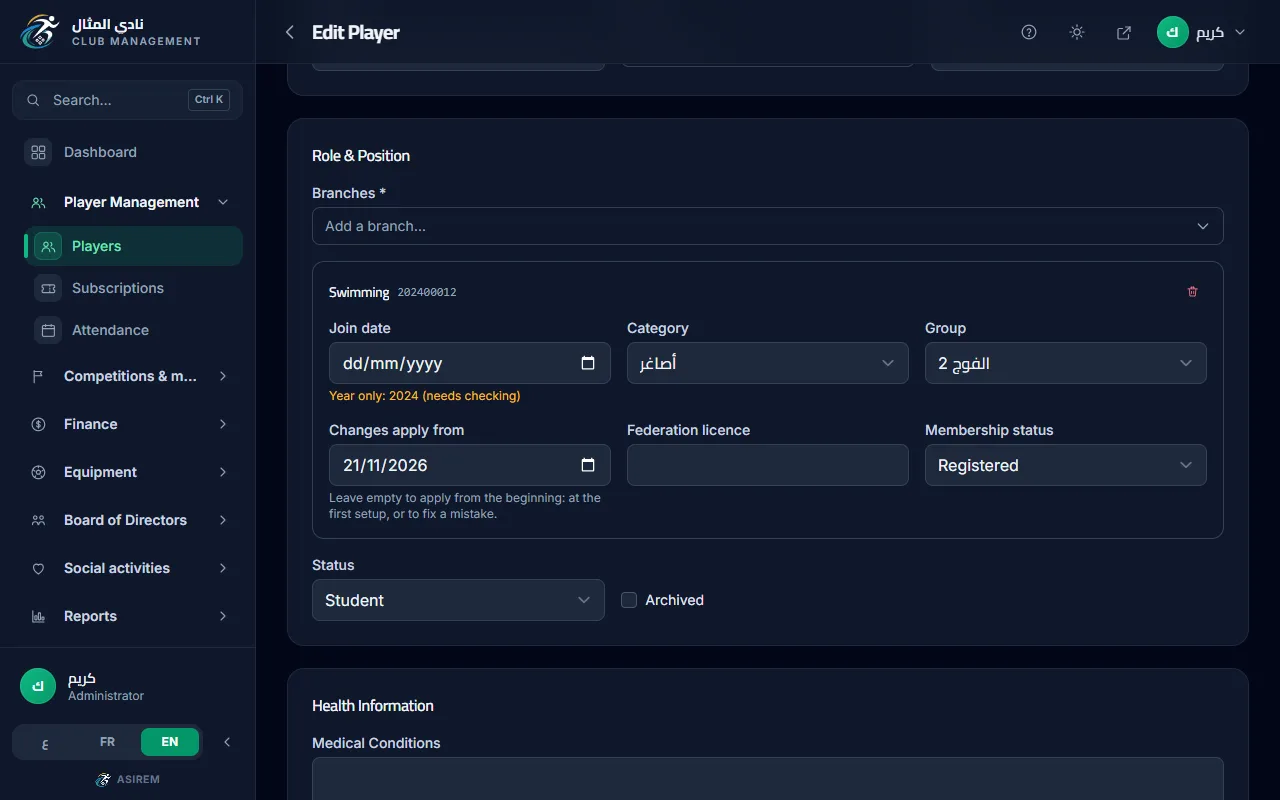 نادي المثال
CLUB MANAGEMENT
Edit Player
ك
كريم
Search...
Ctrl K
Dashboard
Player Management
Players
Subscriptions
Attendance
Competitions & m...
Finance
Equipment
Board of Directors
Social activities
Reports
ك
كريم
Administrator
ع
FR
EN
ASIREM
Role & Position
Branches *
Add a branch...
Swimming 202400012
Join date
Category
Group
dd/mm/yyyy
أصاغر
الفوج 2
Year only: 2024 (needs checking)
Changes apply from
Federation licence
Membership status
21/11/2026
Registered
Leave empty to apply from the beginning: at the
first setup, or to fix a mistake.
Status
Student
Archived
Health Information
Medical Conditions